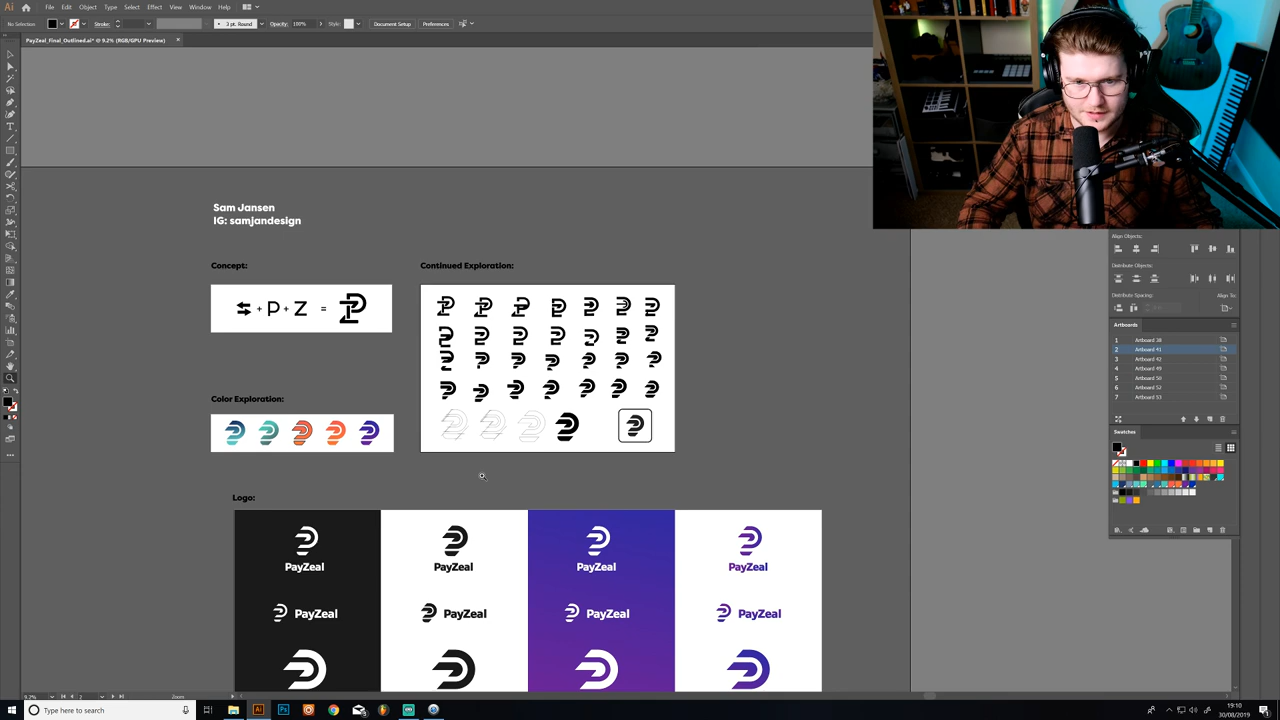 File Edit Object Type Select Effect View Window Help
No Selection Stroke: 3 pt. Round Opacity: 100% Style: Document Setup Preferences
PayZeal_Final_Outlined.ai* @ 9.2% (RGB/GPU Preview)
Sam Jansen
IG: samjandesign
Concept:
Continued Exploration:
+ P + Z =
Color Exploration:
Logo:
PayZeal PayZeal PayZeal PayZeal
PayZeal PayZeal PayZeal PayZeal
Align Objects:
Distribute Objects:
Distribute Spacing: Align To:
Artboards
1 Artboard 38
2 Artboard 41
3 Artboard 42
4 Artboard 49
5 Artboard 50
6 Artboard 52
7 Artboard 53
Swatches
9.2% 2 Zoom
Type here to search
19:10
30/08/2019